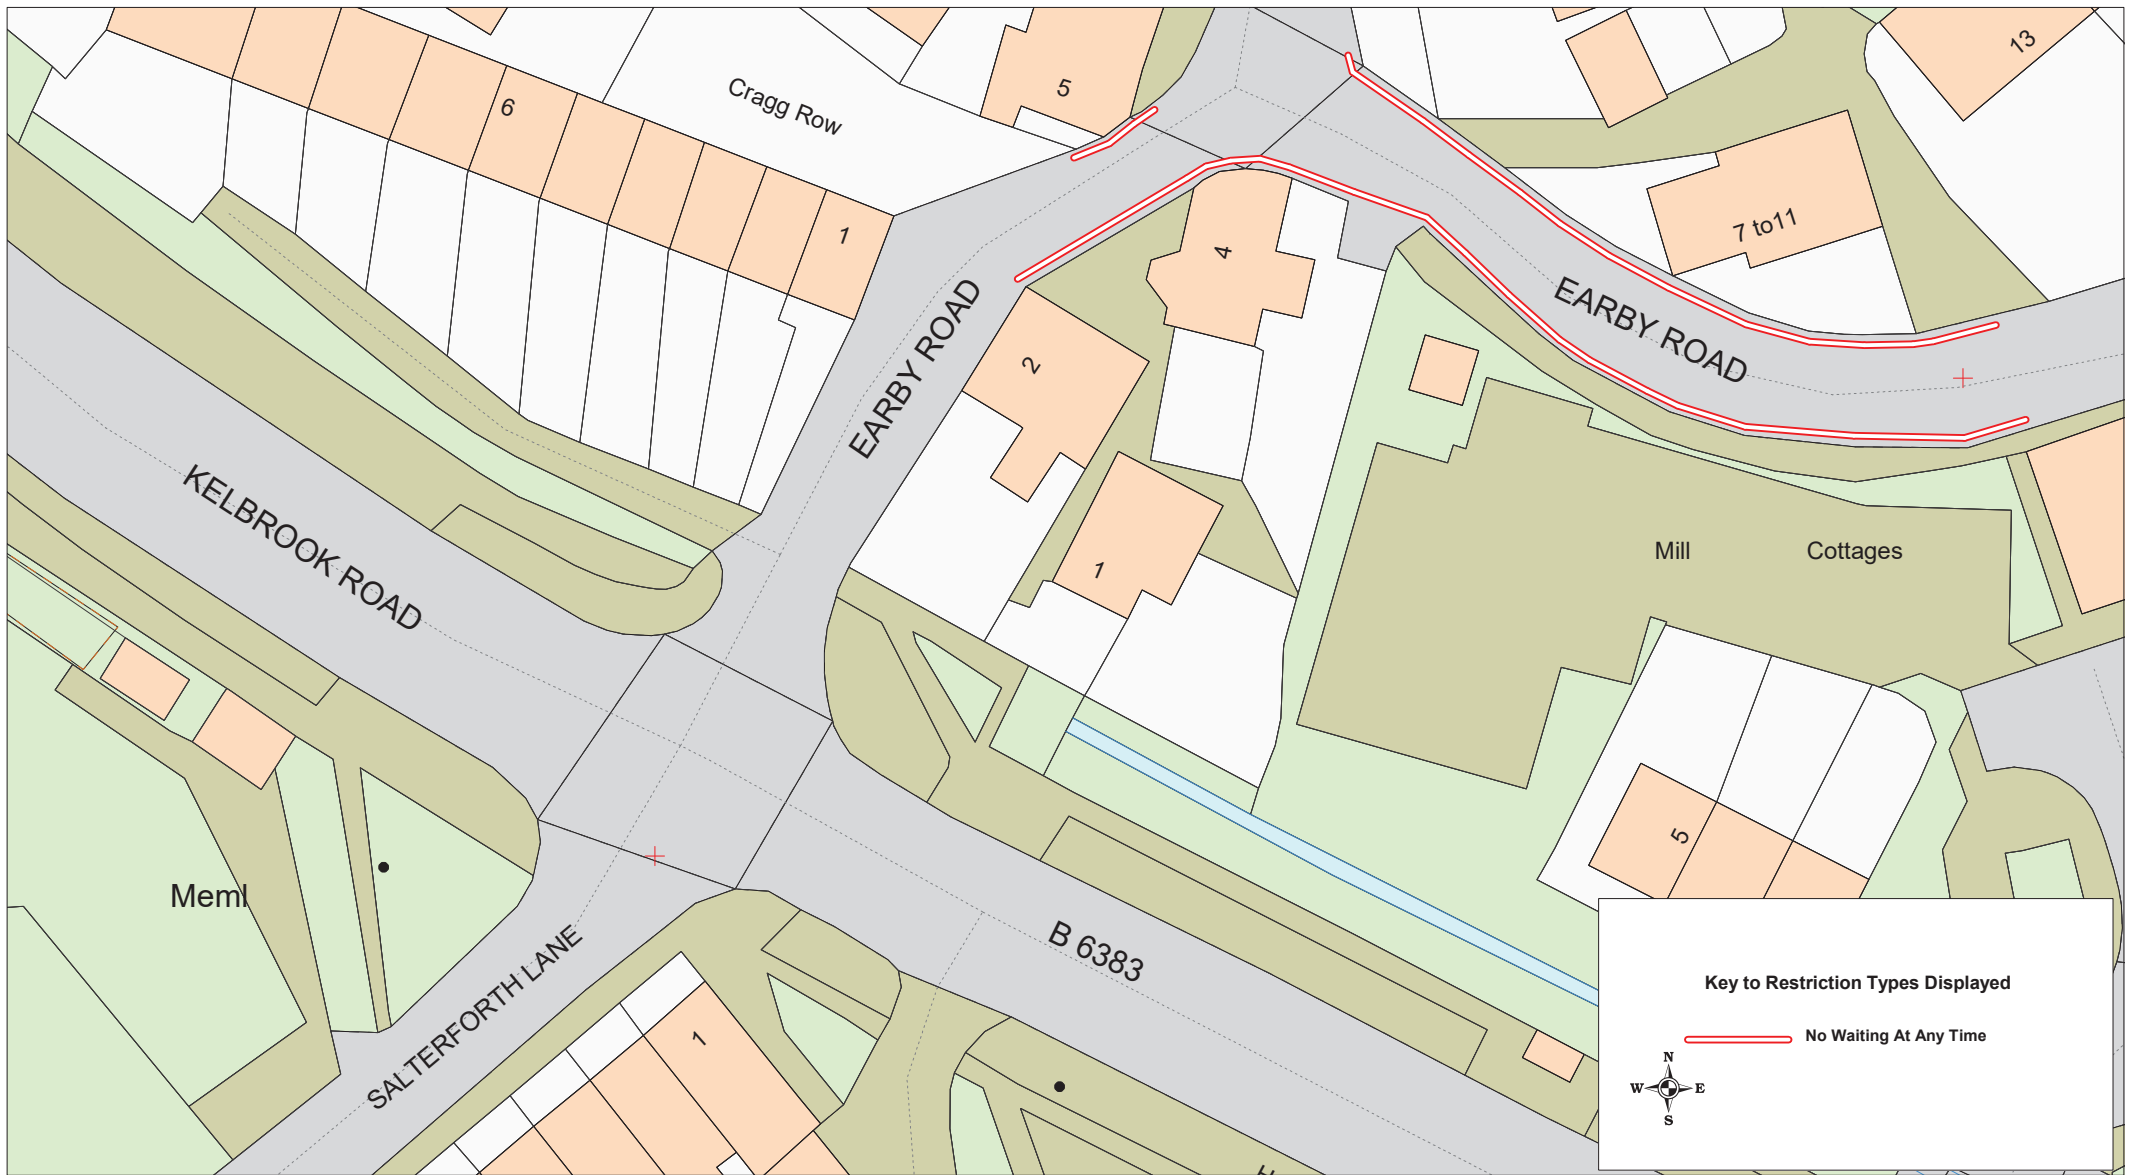 13
6
Cragg Row
5
7 to11
1
4
EARBY ROAD
EARBY ROAD
2
KELBROOK ROAD
1
Mill Cottages
5
Meml
B 6383
SALTERFORTH LANE
1
Key to Restriction Types Displayed
No Waiting At Any Time
N
W E
S